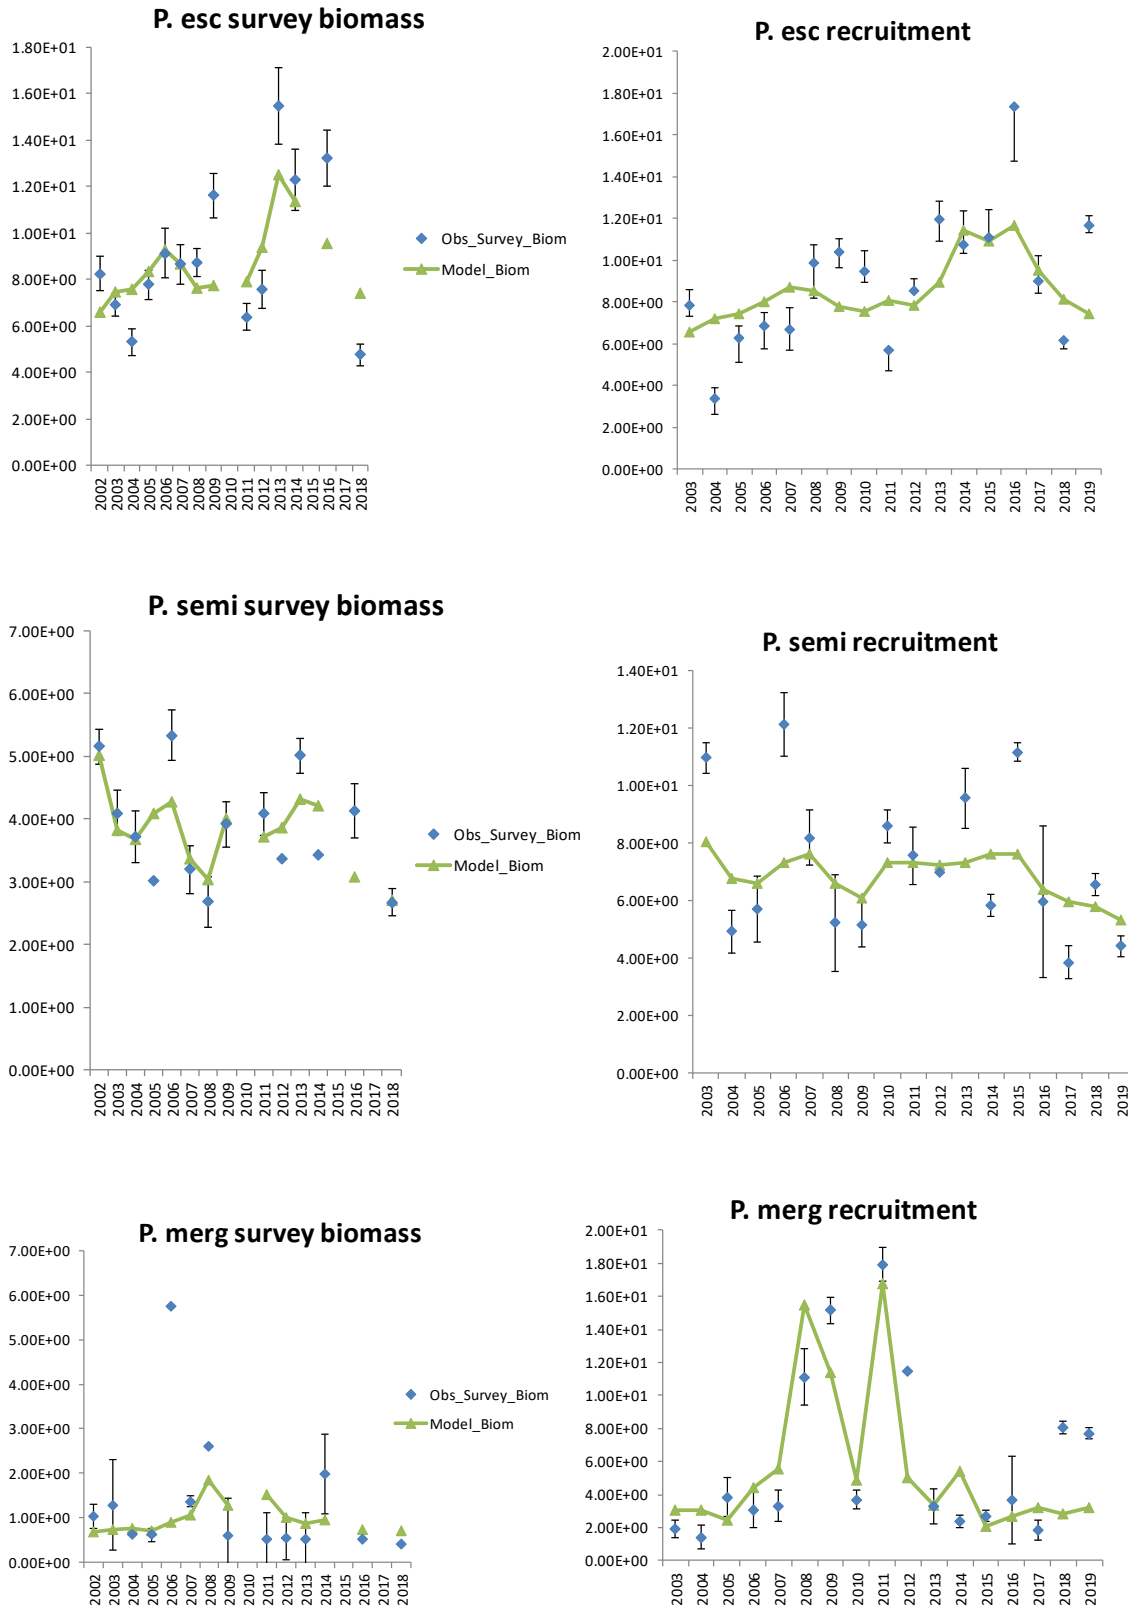 P. esc survey biomass
1.80E+01
1.60E+01
1.40E+01
1.20E+01
1.00E+01
8.00E+00
6.00E+00
4.00E+00
2.00E+00
0.00E+00
2002 2003 2004 2005 2006 2007 2008 2009 2010 2011 2012 2013 2014 2015 2016 2017 2018
Obs_Survey_Biom
Model_Biom
P. esc recruitment
2.00E+01
1.80E+01
1.60E+01
1.40E+01
1.20E+01
1.00E+01
8.00E+00
6.00E+00
4.00E+00
2.00E+00
0.00E+00
2003 2004 2005 2006 2007 2008 2009 2010 2011 2012 2013 2014 2015 2016 2017 2018 2019
P. semi survey biomass
7.00E+00
6.00E+00
5.00E+00
4.00E+00
3.00E+00
2.00E+00
1.00E+00
0.00E+00
2002 2003 2004 2005 2006 2007 2008 2009 2010 2011 2012 2013 2014 2015 2016 2017 2018
Obs_Survey_Biom
Model_Biom
P. semi recruitment
1.40E+01
1.20E+01
1.00E+01
8.00E+00
6.00E+00
4.00E+00
2.00E+00
0.00E+00
2003 2004 2005 2006 2007 2008 2009 2010 2011 2012 2013 2014 2015 2016 2017 2018 2019
P. merg survey biomass
7.00E+00
6.00E+00
5.00E+00
4.00E+00
3.00E+00
2.00E+00
1.00E+00
0.00E+00
2002 2003 2004 2005 2006 2007 2008 2009 2010 2011 2012 2013 2014 2015 2016 2017 2018
Obs_Survey_Biom
Model_Biom
P. merg recruitment
2.00E+01
1.80E+01
1.60E+01
1.40E+01
1.20E+01
1.00E+01
8.00E+00
6.00E+00
4.00E+00
2.00E+00
0.00E+00
2003 2004 2005 2006 2007 2008 2009 2010 2011 2012 2013 2014 2015 2016 2017 2018 2019